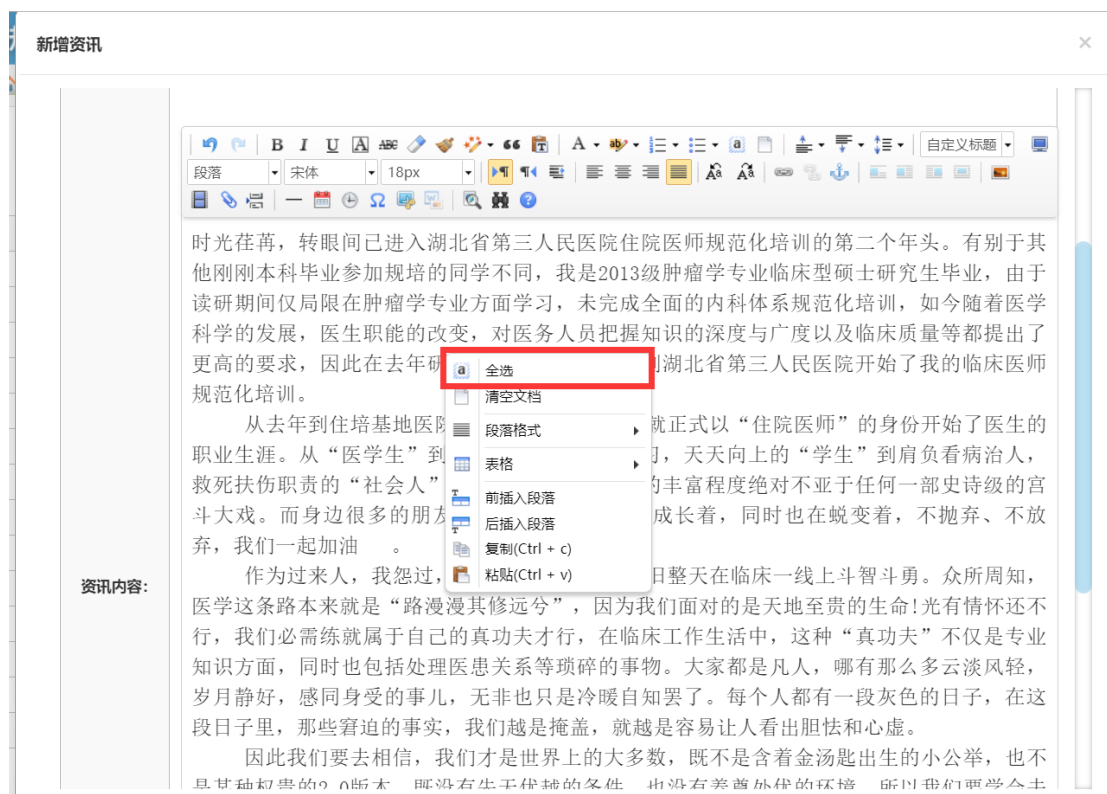 新增资讯
×
B I U A ABC
A
a
自定义标题
段落
宋体
18px
Ω
?
时光荏苒，转眼间已进入湖北省第三人民医院住院医师规范化培训的第二个年头。有别于其
他刚刚本科毕业参加规培的同学不同，我是2013级肿瘤学专业临床型硕士研究生毕业，由于
读研期间仅局限在肿瘤学专业方面学习，未完成全面的内科体系规范化培训，如今随着医学
科学的发展，医生职能的改变，对医务人员把握知识的深度与广度以及临床质量等都提出了
更高的要求，因此在去年
湖北省第三人民医院开始了我的临床医师
规范化培训。
从去年到住培基地医
就正式以“住院医师”的身份开始了医生的
职业生涯。从“医学生”到
，天天向上的“学生”到肩负看病治人，
救死扶伤职责的“社会人”
的丰富程度绝对不亚于任何一部史诗级的宫
斗大戏。而身边很多的朋
成长着，同时也在蜕变着，不抛弃、不放
弃，我们一起加油 。
作为过来人，我怨过，
整天在临床一线上斗智斗勇。众所周知，
医学这条路本来就是“路漫漫其修远兮”，因为我们面对的是天地至贵的生命!光有情怀还不
行，我们必需练就属于自己的真功夫才行，在临床工作生活中，这种“真功夫”不仅是专业
知识方面，同时也包括处理医患关系等琐碎的事物。大家都是凡人，哪有那么多云淡风轻，
岁月静好，感同身受的事儿，无非也只是冷暖自知罢了。每个人都有一段灰色的日子，在这
段日子里，那些窘迫的事实，我们越是掩盖，就越是容易让人看出胆怯和心虚。
因此我们要去相信，我们才是世界上的大多数，既不是含着金汤匙出生的小公举，也不
a 全选
清空文档
段落格式
表格
前插入段落
后插入段落
复制(Ctrl + c)
粘贴(Ctrl + v)
资讯内容：